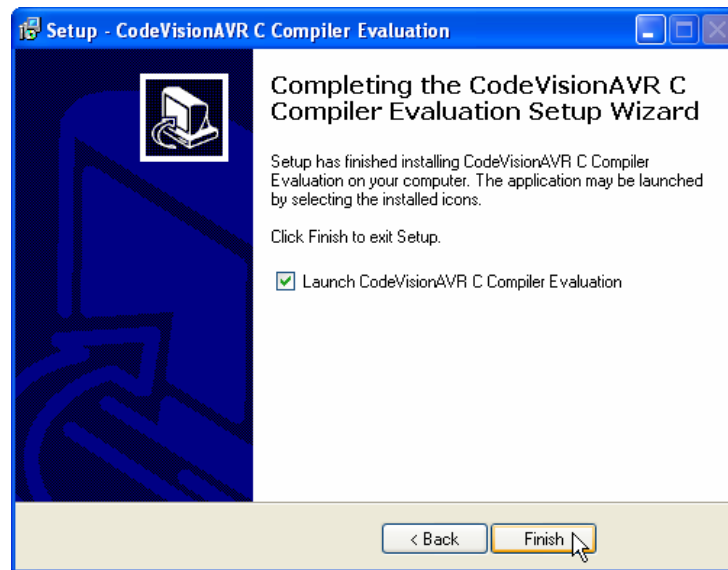 Setup - CodeVisionAVR C Compiler Evaluation
Completing the CodeVisionAVR C
Compiler Evaluation Setup Wizard
Setup has finished installing CodeVisionAVR C Compiler
Evaluation on your computer. The application may be launched
by selecting the installed icons.
Click Finish to exit Setup.
Launch CodeVisionAVR C Compiler Evaluation
< Back
Finish